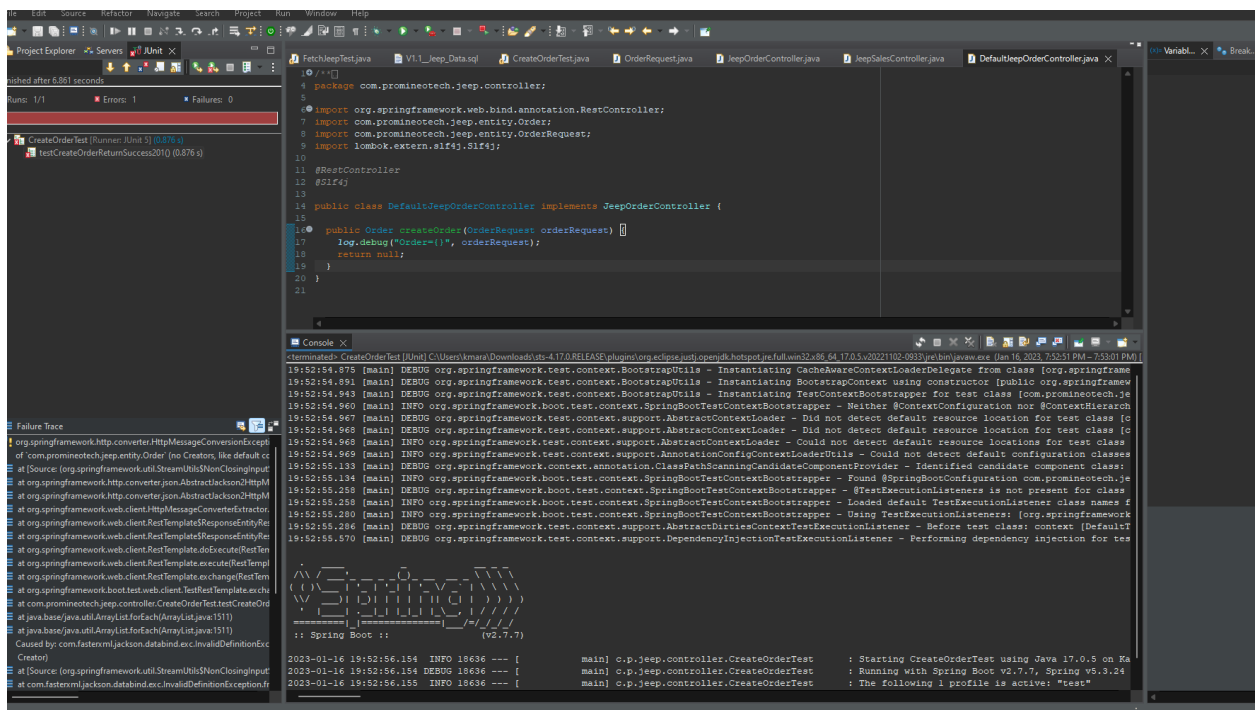 ile Edit Source Refactor Navigate Search Project Run Window Help
Project Explorer Servers JUnit
nished after 6.861 seconds
Runs: 1/1 Errors: 1 Failures: 0
CreateOrderTest [Runner: JUnit 5] (0.876 s)
testCreateOrderReturnSuccess201() (0.876 s)
FetchJeepTest.java V1.1__Jeep_Data.sql CreateOrderTest.java OrderRequest.java JeepOrderController.java JeepSalesController.java DefaultJeepOrderController.java
1 /**
4 package com.promineotech.jeep.controller;
5
6 import org.springframework.web.bind.annotation.RestController;
7 import com.promineotech.jeep.entity.Order;
8 import com.promineotech.jeep.entity.OrderRequest;
9 import lombok.extern.slf4j.Slf4j;
10
11 @RestController
12 @Slf4j
13
14 public class DefaultJeepOrderController implements JeepOrderController {
15
16 public Order createOrder(OrderRequest orderRequest) {
17 log.debug("Order={}", orderRequest);
18 return null;
19 }
20 }
21
Variabl... Break...
Failure Trace
org.springframework.http.converter.HttpMessageConversionExcepti
of `com.promineotech.jeep.entity.Order` (no Creators, like default co
at [Source: (org.springframework.util.StreamUtils$NonClosingInput
at org.springframework.http.converter.json.AbstractJackson2HttpM
at org.springframework.http.converter.json.AbstractJackson2HttpM
at org.springframework.web.client.HttpMessageConverterExtractor.
at org.springframework.web.client.RestTemplate$ResponseEntityRes
at org.springframework.web.client.RestTemplate$ResponseEntityRes
at org.springframework.web.client.RestTemplate.doExecute(RestTen
at org.springframework.web.client.RestTemplate.execute(RestTempl
at org.springframework.web.client.RestTemplate.exchange(RestTem
at org.springframework.boot.test.web.client.TestRestTemplate.excha
at com.promineotech.jeep.controller.CreateOrderTest.testCreateOrd
at java.base/java.util.ArrayList.forEach(ArrayList.java:1511)
at java.base/java.util.ArrayList.forEach(ArrayList.java:1511)
Caused by: com.fasterxml.jackson.databind.exc.InvalidDefinitionExc
Creator)
at [Source: (org.springframework.util.StreamUtils$NonClosingInput
at com.fasterxml.jackson.databind.exc.InvalidDefinitionException.fr
Console
<terminated> CreateOrderTest [JUnit] C:\Users\kmara\Downloads\sts-4.17.0.RELEASE\plugins\org.eclipse.justj.openjdk.hotspot.jre.full.win32.x86_64_17.0.5.v20221102-0933\jre\bin\javaw.exe (Jan 16, 2023, 7:52:51 PM – 7:53:01 PM) [
19:52:54.875 [main] DEBUG org.springframework.test.context.BootstrapUtils - Instantiating CacheAwareContextLoaderDelegate from class [org.springframe
19:52:54.891 [main] DEBUG org.springframework.test.context.BootstrapUtils - Instantiating BootstrapContext using constructor [public org.springframew
19:52:54.943 [main] DEBUG org.springframework.test.context.BootstrapUtils - Instantiating TestContextBootstrapper for test class [com.promineotech.je
19:52:54.960 [main] INFO org.springframework.boot.test.context.SpringBootTestContextBootstrapper - Neither @ContextConfiguration nor @ContextHierarch
19:52:54.967 [main] DEBUG org.springframework.test.context.support.AbstractContextLoader - Did not detect default resource location for test class [c
19:52:54.968 [main] DEBUG org.springframework.test.context.support.AbstractContextLoader - Did not detect default resource location for test class [c
19:52:54.968 [main] INFO org.springframework.test.context.support.AbstractContextLoader - Could not detect default resource locations for test class
19:52:54.969 [main] INFO org.springframework.test.context.support.AnnotationConfigContextLoaderUtils - Could not detect default configuration classes
19:52:55.133 [main] DEBUG org.springframework.context.annotation.ClassPathScanningCandidateComponentProvider - Identified candidate component class:
19:52:55.134 [main] INFO org.springframework.boot.test.context.SpringBootTestContextBootstrapper - Found @SpringBootConfiguration com.promineotech.je
19:52:55.258 [main] DEBUG org.springframework.boot.test.context.SpringBootTestContextBootstrapper - @TestExecutionListeners is not present for class
19:52:55.258 [main] INFO org.springframework.boot.test.context.SpringBootTestContextBootstrapper - Loaded default TestExecutionListener class names f
19:52:55.280 [main] INFO org.springframework.boot.test.context.SpringBootTestContextBootstrapper - Using TestExecutionListeners: [org.springframework
19:52:55.286 [main] DEBUG org.springframework.test.context.support.AbstractDirtiesContextTestExecutionListener - Before test class: context [DefaultT
19:52:55.570 [main] DEBUG org.springframework.test.context.support.DependencyInjectionTestExecutionListener - Performing dependency injection for tes
:: Spring Boot :: (v2.7.7)
2023-01-16 19:52:56.154 INFO 18636 --- [ main] c.p.jeep.controller.CreateOrderTest : Starting CreateOrderTest using Java 17.0.5 on Ka
2023-01-16 19:52:56.154 DEBUG 18636 --- [ main] c.p.jeep.controller.CreateOrderTest : Running with Spring Boot v2.7.7, Spring v5.3.24
2023-01-16 19:52:56.155 INFO 18636 --- [ main] c.p.jeep.controller.CreateOrderTest : The following 1 profile is active: "test"